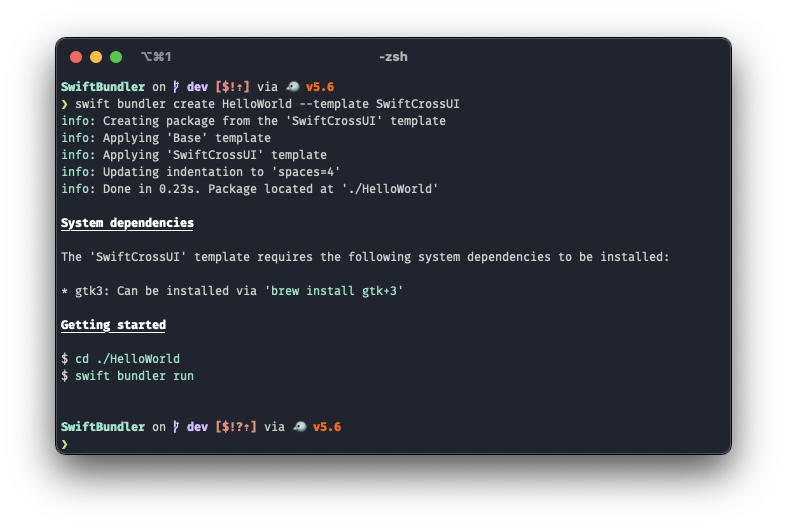 ⌥⌘1
-zsh
SwiftBundler on dev [$!⇡] via v5.6
❯ swift bundler create HelloWorld --template SwiftCrossUI
info: Creating package from the 'SwiftCrossUI' template
info: Applying 'Base' template
info: Applying 'SwiftCrossUI' template
info: Updating indentation to 'spaces=4'
info: Done in 0.23s. Package located at './HelloWorld'
System dependencies
The 'SwiftCrossUI' template requires the following system dependencies to be installed:
* gtk3: Can be installed via 'brew install gtk+3'
Getting started
$ cd ./HelloWorld
$ swift bundler run
SwiftBundler on dev [$!?⇡] via v5.6
❯